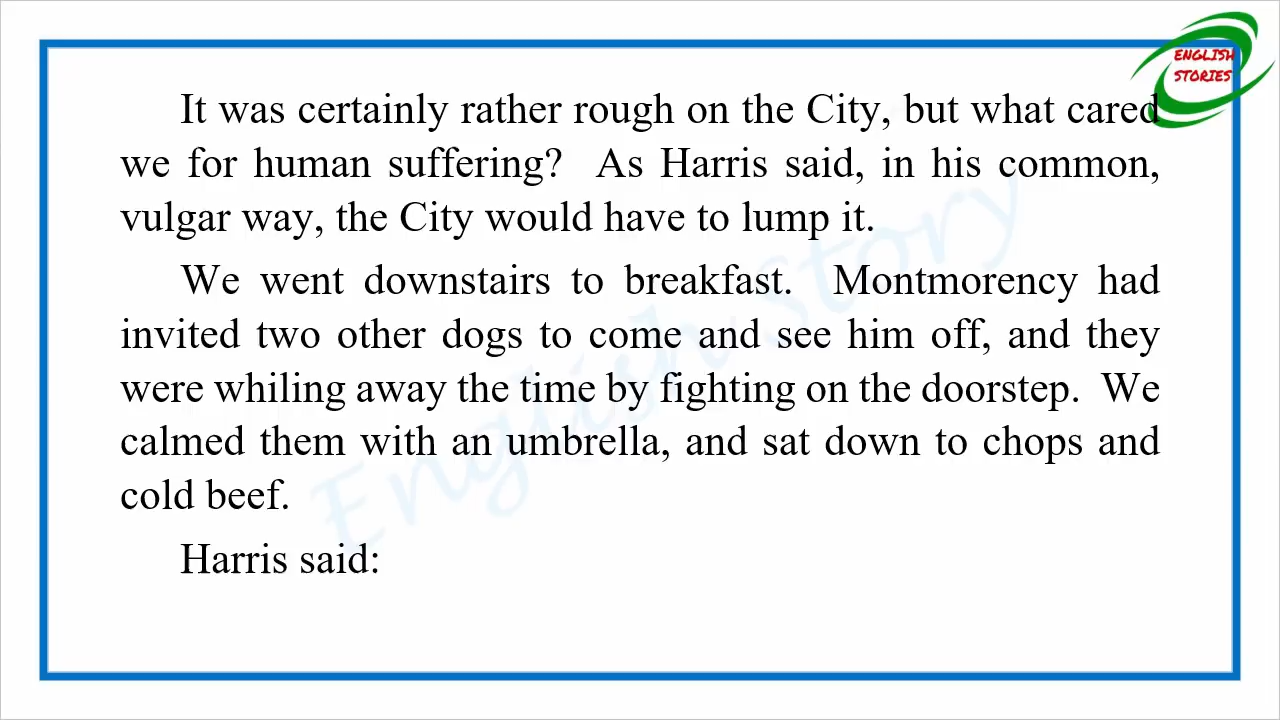 ENGLISH
STORIES
It was certainly rather rough on the City, but what cared
we for human suffering?  As Harris said, in his common,
vulgar way, the City would have to lump it.
We went downstairs to breakfast.  Montmorency had
invited two other dogs to come and see him off, and they
were whiling away the time by fighting on the doorstep.  We
calmed them with an umbrella, and sat down to chops and
cold beef.
Harris said:
English Story